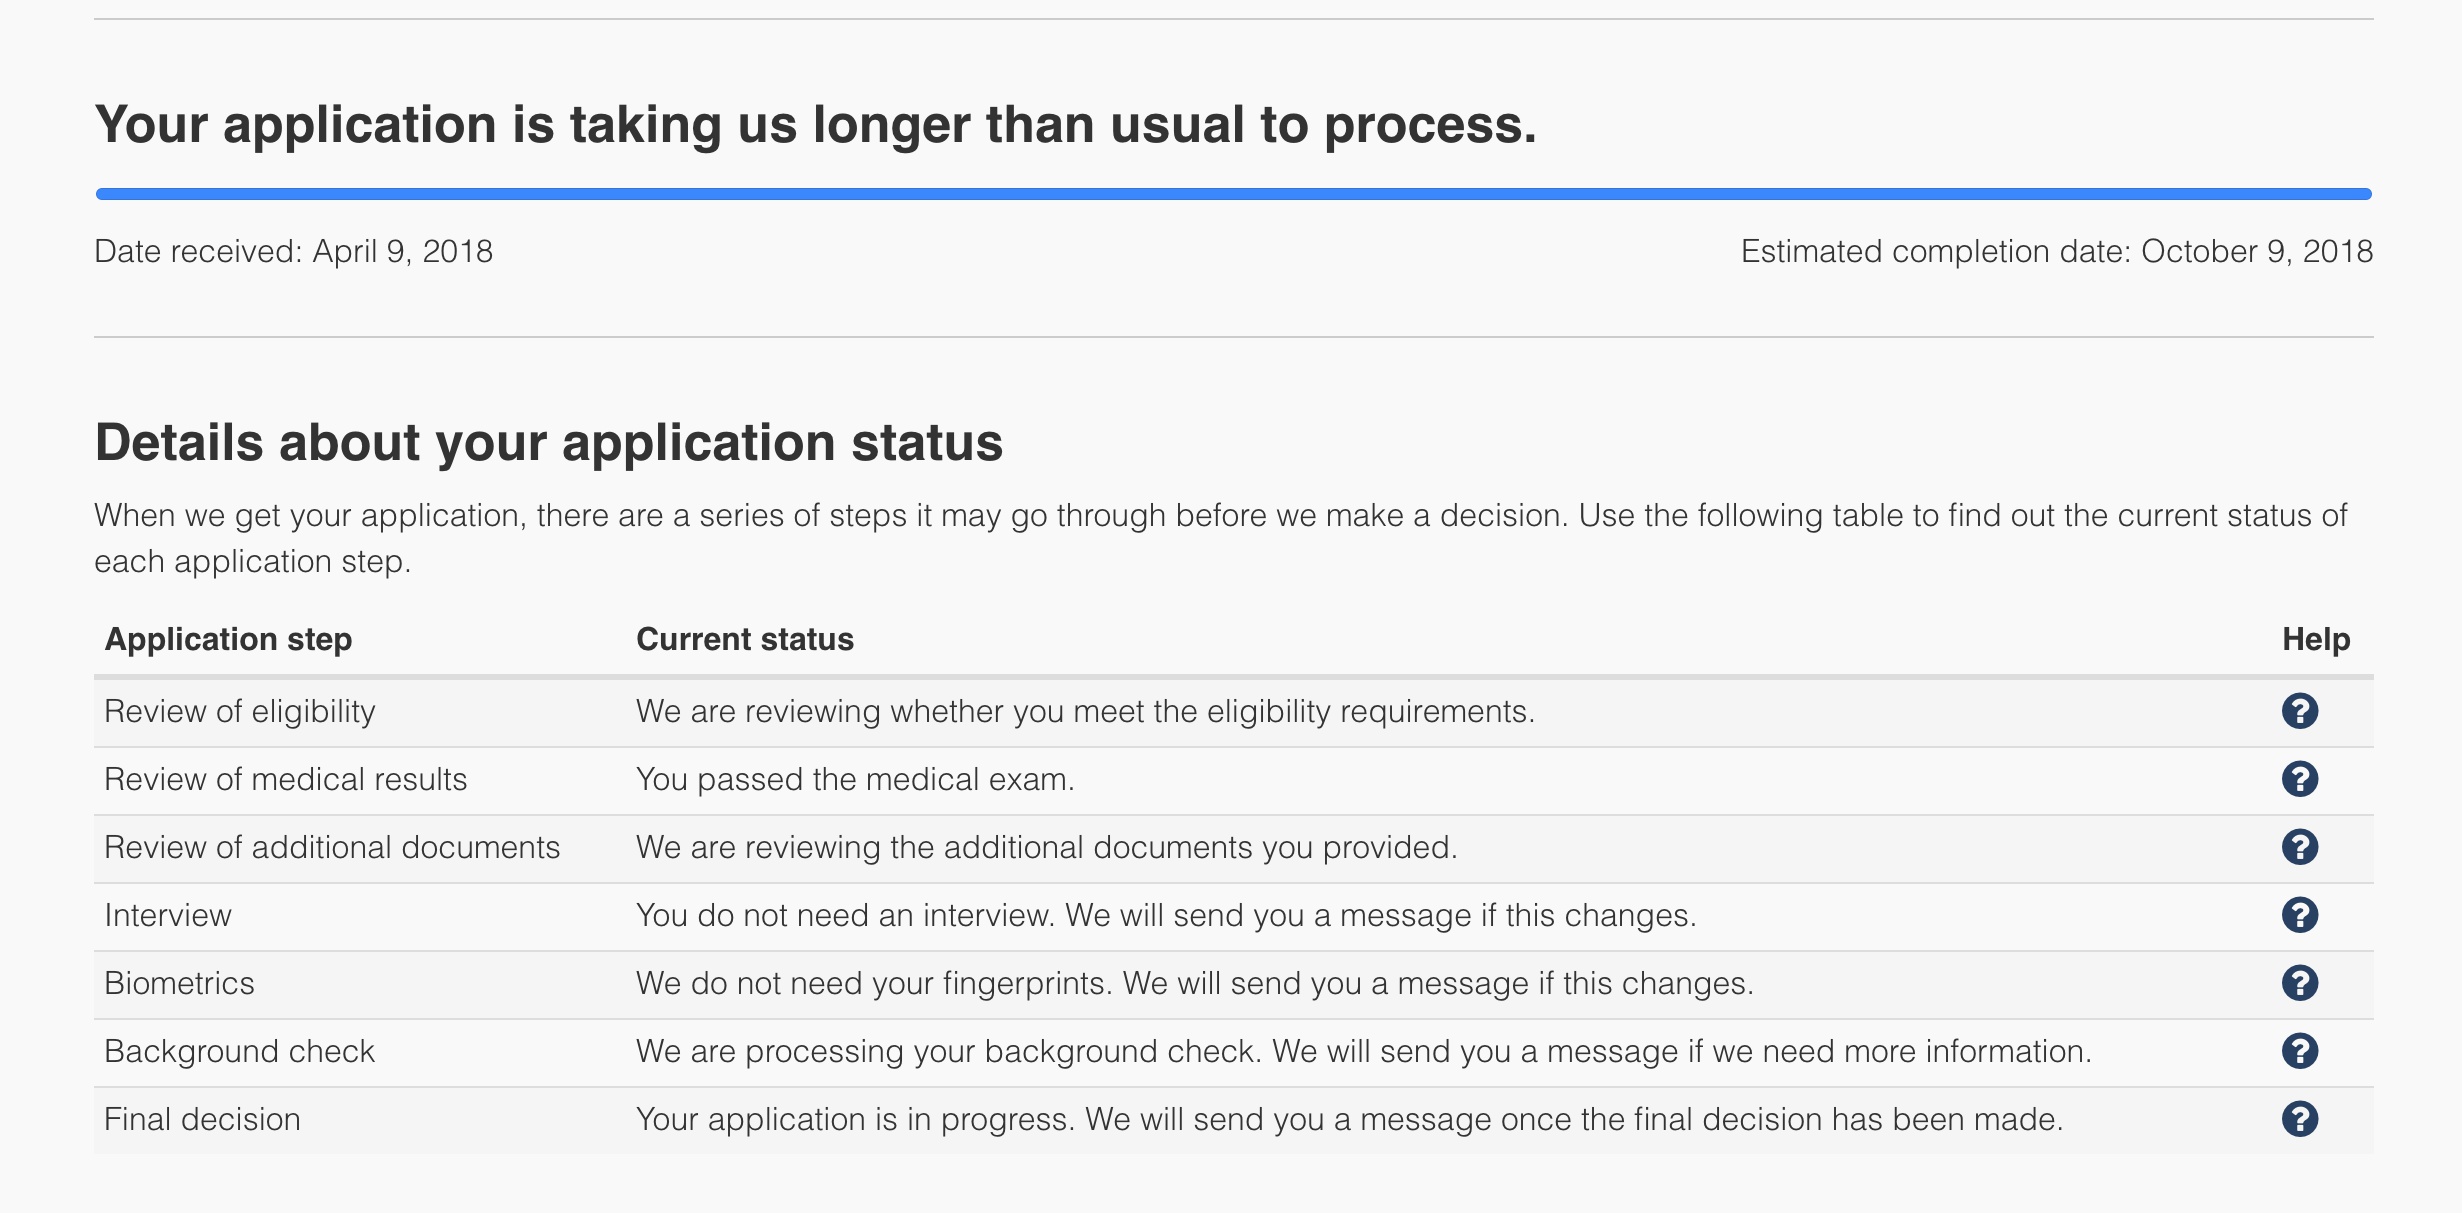 Your application is taking us longer than usual to process.
Date received: April 9, 2018
Estimated completion date: October 9, 2018
Details about your application status
When we get your application, there are a series of steps it may go through before we make a decision. Use the following table to find out the current status of
each application step.
Application step Current status Help
Review of eligibility We are reviewing whether you meet the eligibility requirements. ?
Review of medical results You passed the medical exam. ?
Review of additional documents We are reviewing the additional documents you provided. ?
Interview You do not need an interview. We will send you a message if this changes. ?
Biometrics We do not need your fingerprints. We will send you a message if this changes. ?
Background check We are processing your background check. We will send you a message if we need more information. ?
Final decision Your application is in progress. We will send you a message once the final decision has been made. ?